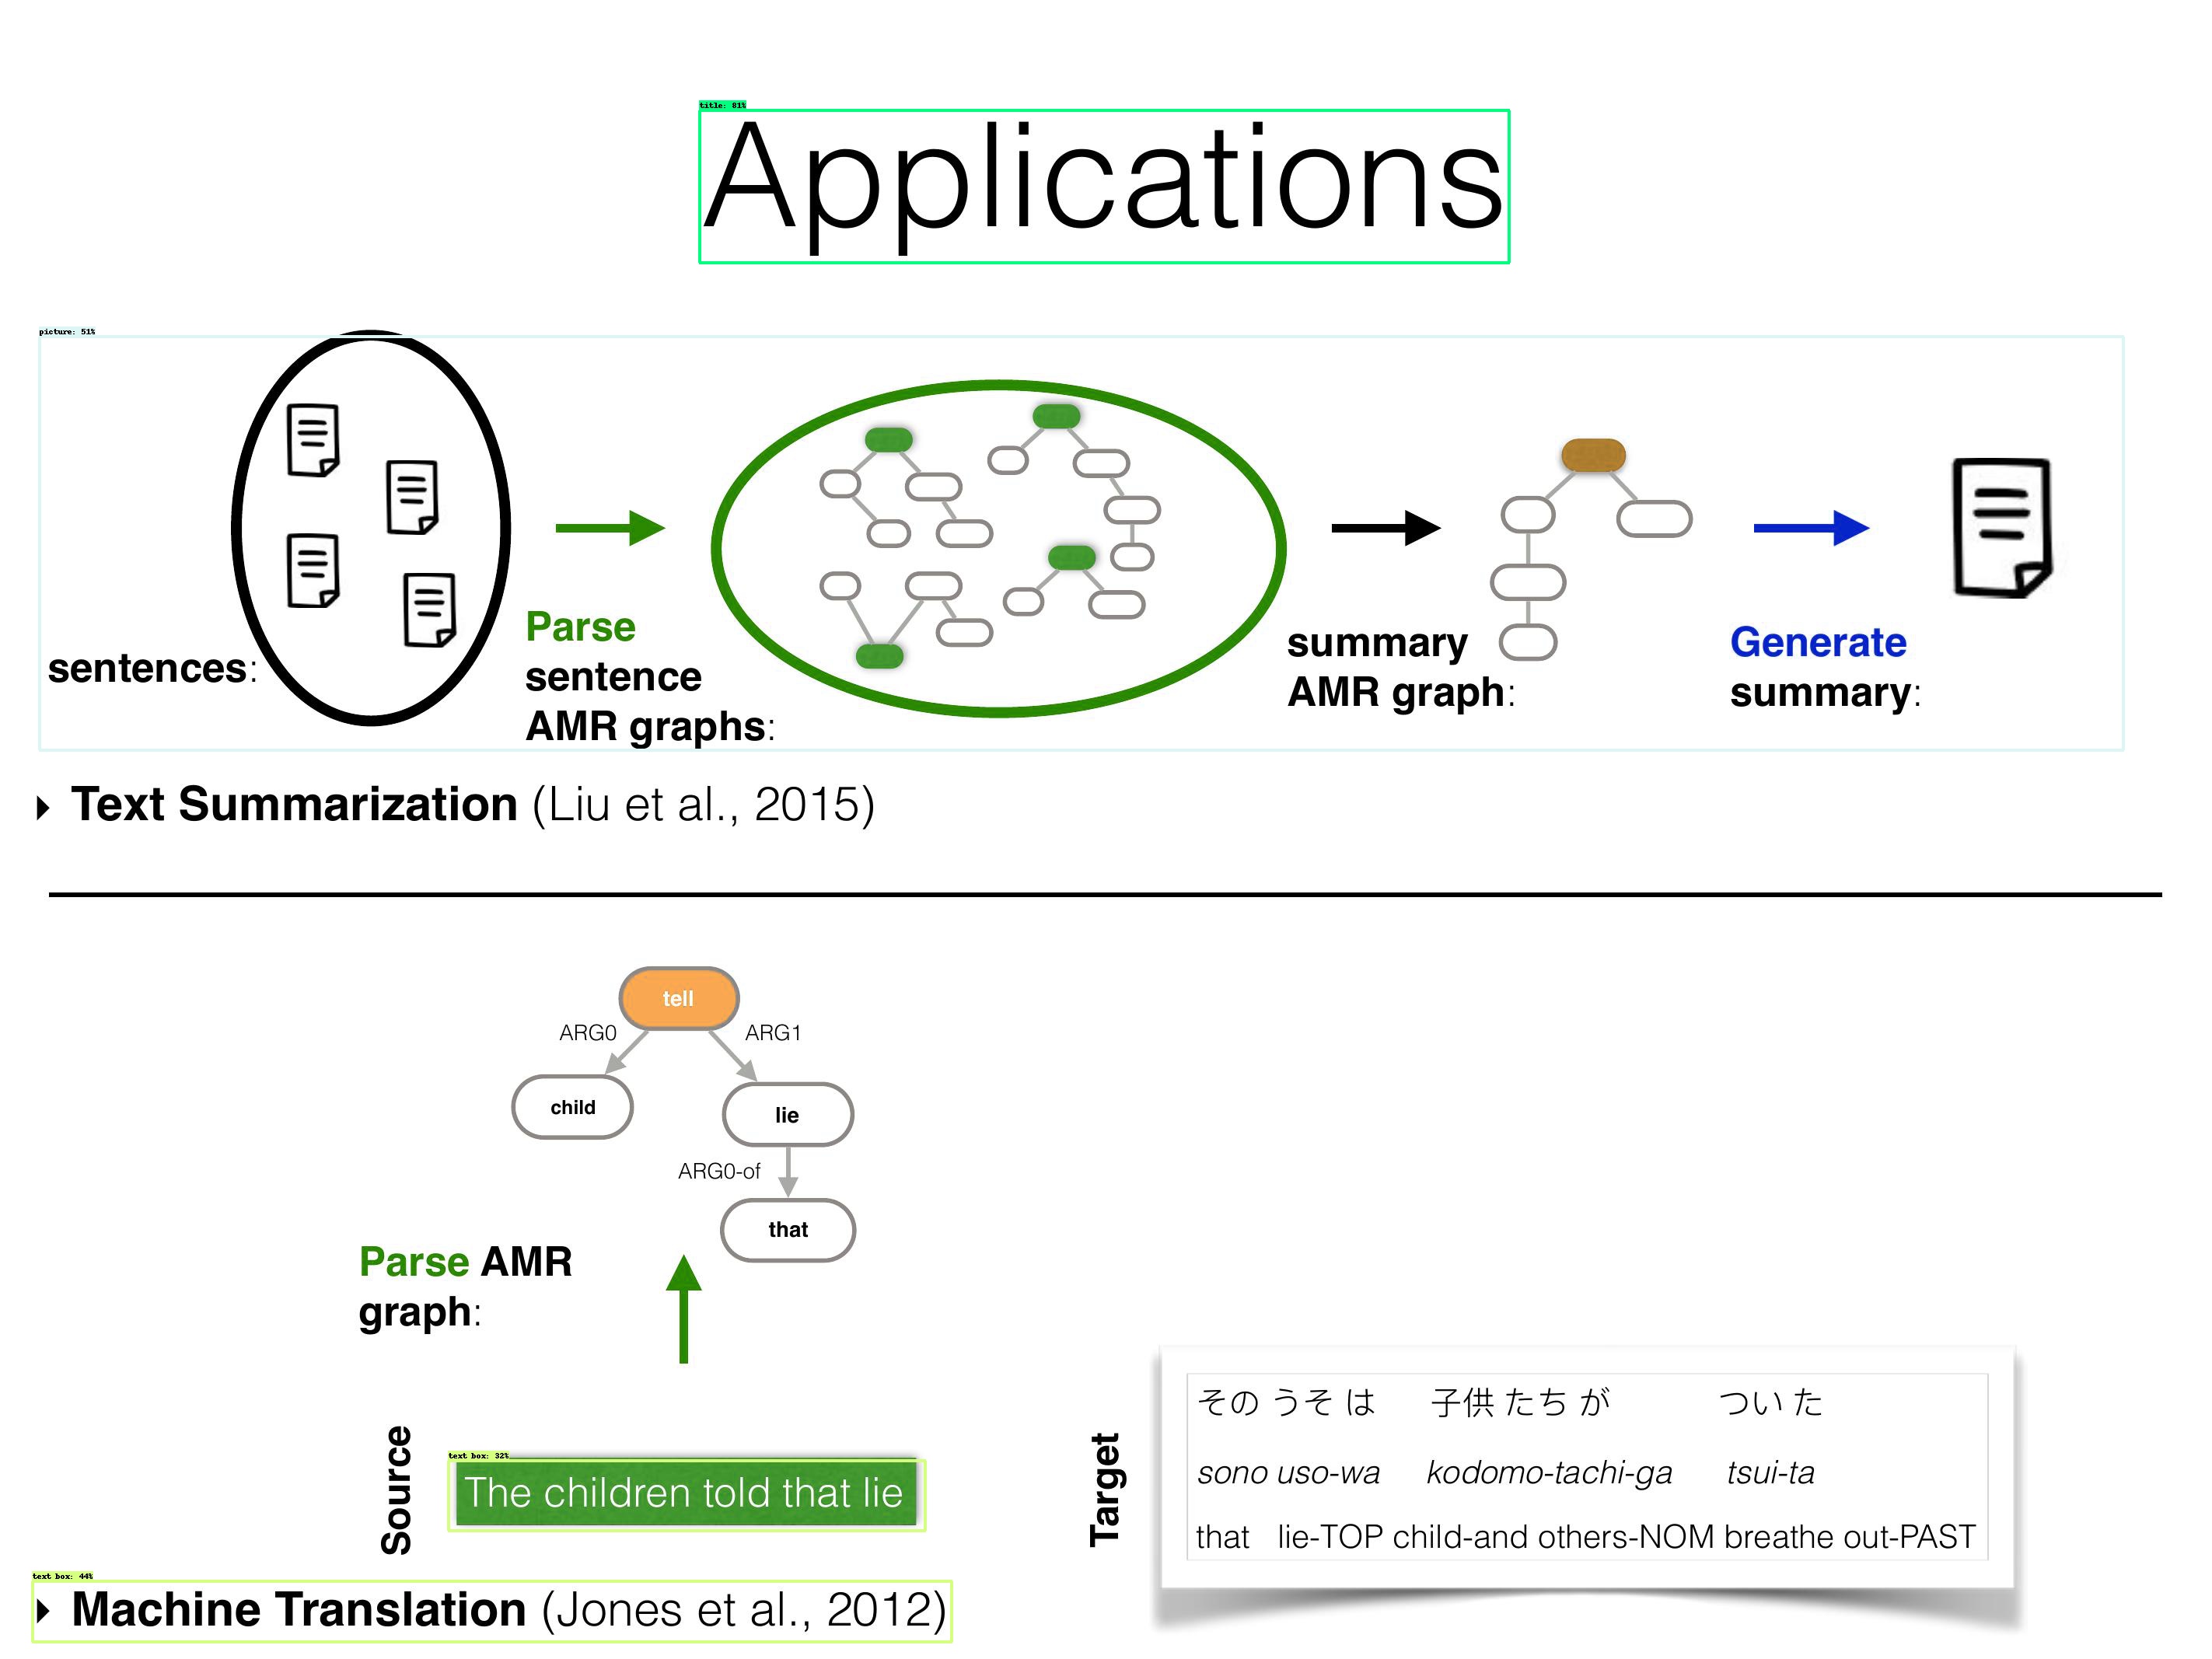 title: 81%
Applications
picture: 51%
sentences:
Parse
sentence
AMR graphs:
summary
AMR graph:
Generate
summary:
‣ Text Summarization (Liu et al., 2015)
tell
ARG0 ARG1
child
lie
ARG0-of
that
Parse AMR
graph:
Source
text box: 32%
The children told that lie
Target
その うそ は 子供 たち が つい た
sono uso-wa kodomo-tachi-ga tsui-ta
that lie-TOP child-and others-NOM breathe out-PAST
text box: 44%
‣ Machine Translation (Jones et al., 2012)